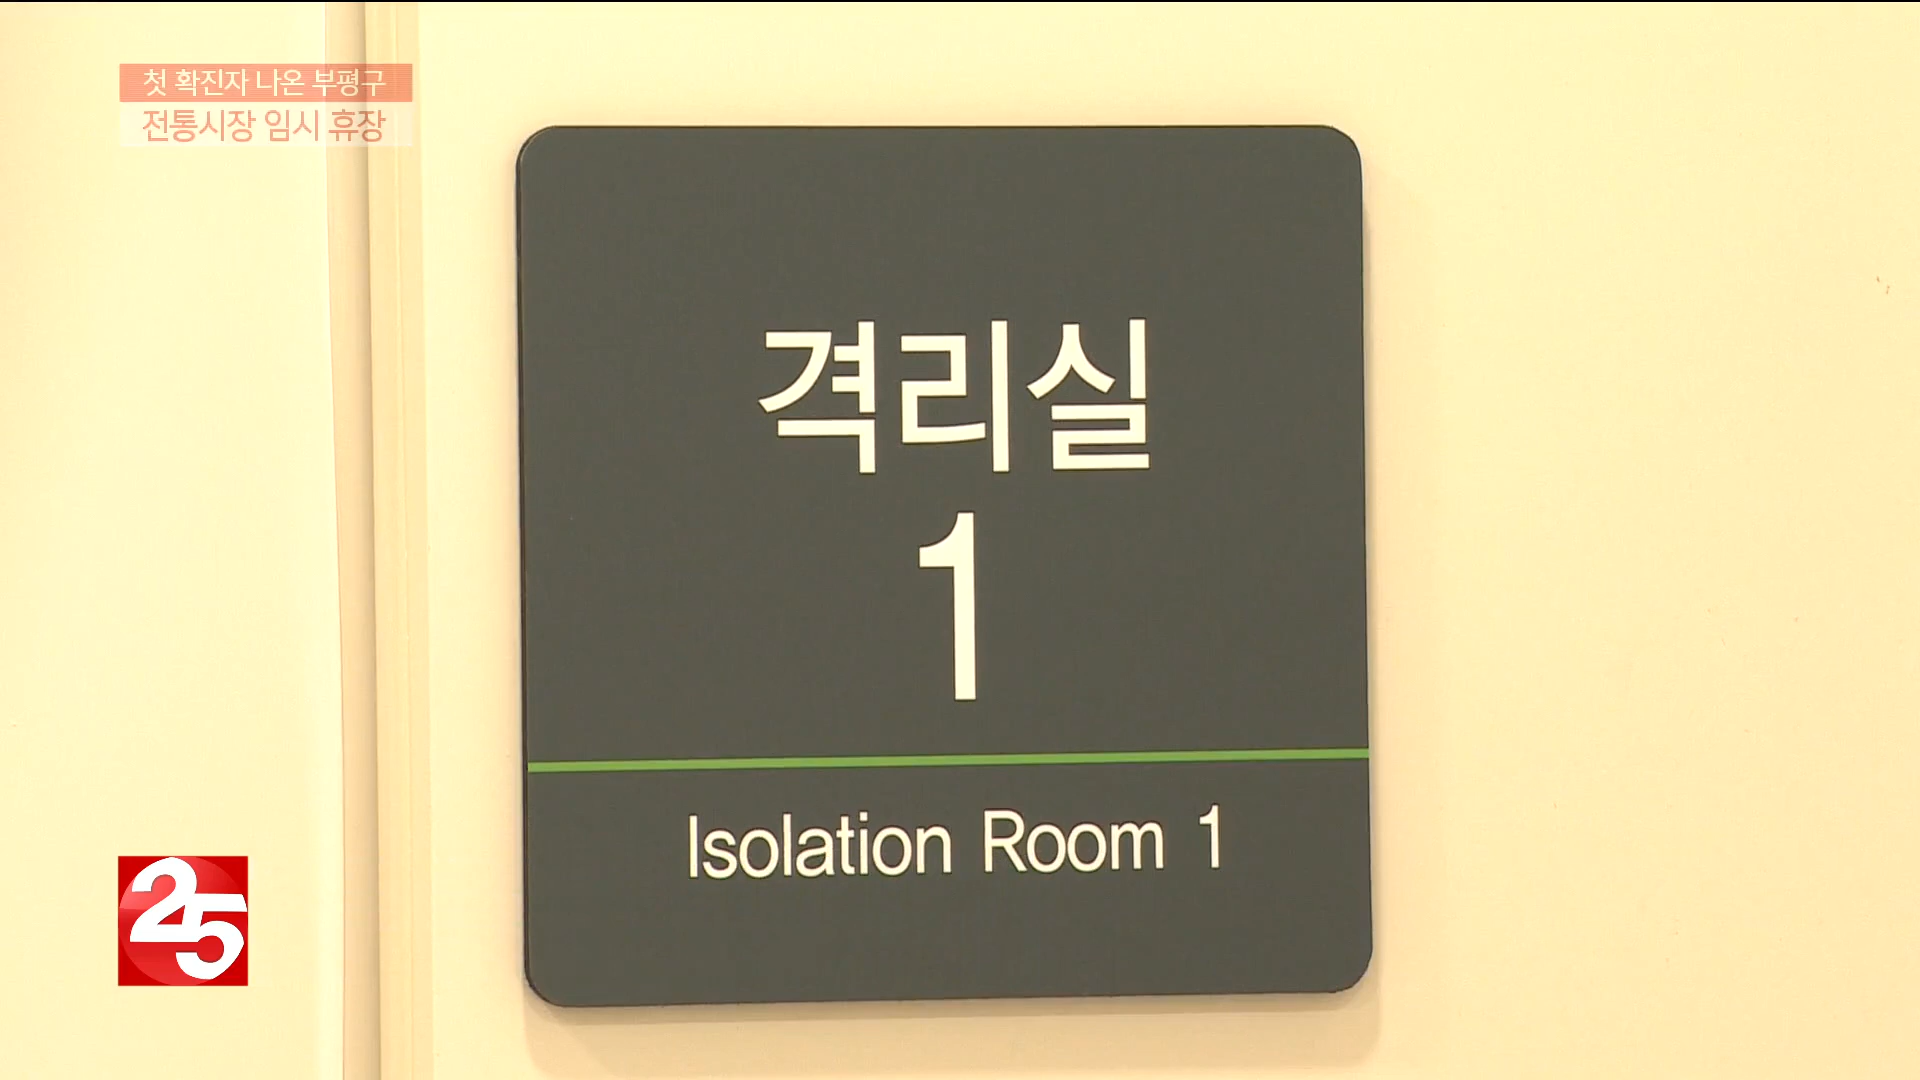 첫 확진자 나온 부평구
전통시장 임시 휴장
격리실
1
Isolation Room 1
25